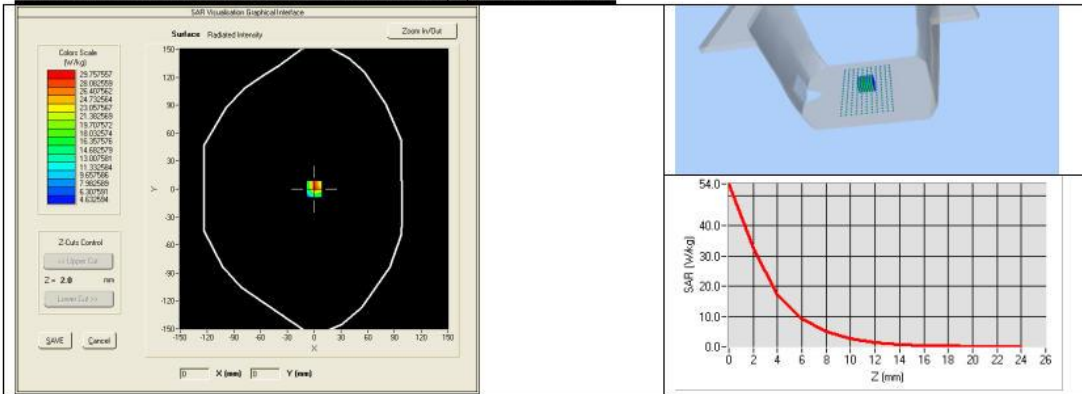 SAR Visualisation Graphical Interface
Surface Radiated Intensity
Zoom In/Out
Colors Scale
(W/kg)
29.757557
28.082559
26.407562
24.732564
23.057567
21.382569
19.707572
18.032574
16.357576
14.682579
13.007581
11.332584
9.657586
7.982589
6.307591
4.632594
150
120
90
60
30
0
-30
-60
-90
-120
-150
Y
-150 -120 -90 -60 -30 0 30 60 90 120 150
X
Z-Cuts Control
<< Upper Cut
Z = 2.0 mm
Lower Cut >>
SAVE Cancel
0 X (mm) 0 Y (mm)
54.0
40.0
30.0
20.0
10.0
0.0
SAR (W/kg)
0 2 4 6 8 10 12 14 16 18 20 22 24 26
Z (mm)